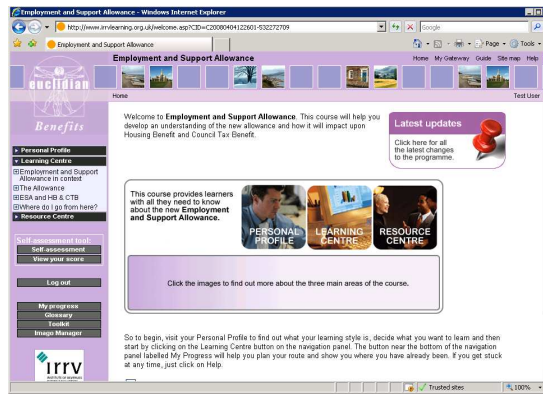 Employment and Support Allowance - Windows Internet Explorer
http://www.irrvlearning.org.uk/welcome.asp?CID=C20080404122601-532272709
Google
Employment and Support Allowance
Page
Tools
Employment and Support Allowance
Home My Gateway Guide Site map Help
euclidian
Home
Test User
Benefits
Personal Profile
Learning Centre
Employment and Support
Allowance in context
The Allowance
ESA and HB & CTB
Where do I go from here?
Resource Centre
Self-assessment tool:
Self-assessment
View your score
Log out
My progress
Glossary
Toolkit
Image Manager
irrv
Welcome to Employment and Support Allowance. This course will help you
develop an understanding of the new allowance and how it will impact upon
Housing Benefit and Council Tax Benefit.
Latest updates
Click here for all
the latest changes
to the programme.
This course provides learners
with all they need to know
about the new Employment
and Support Allowance.
PERSONAL
PROFILE
LEARNING
CENTRE
RESOURCE
CENTRE
Click the images to find out more about the three main areas of the course.
So to begin, visit your Personal Profile to find out what your learning style is, decide what you want to learn and then
start by clicking on the Learning Centre button on the navigation panel. The button near the bottom of the navigation
panel labelled My Progress will help you plan your route and show you where you have already been. If you get stuck
at any time, just click on Help.
Trusted sites
100%